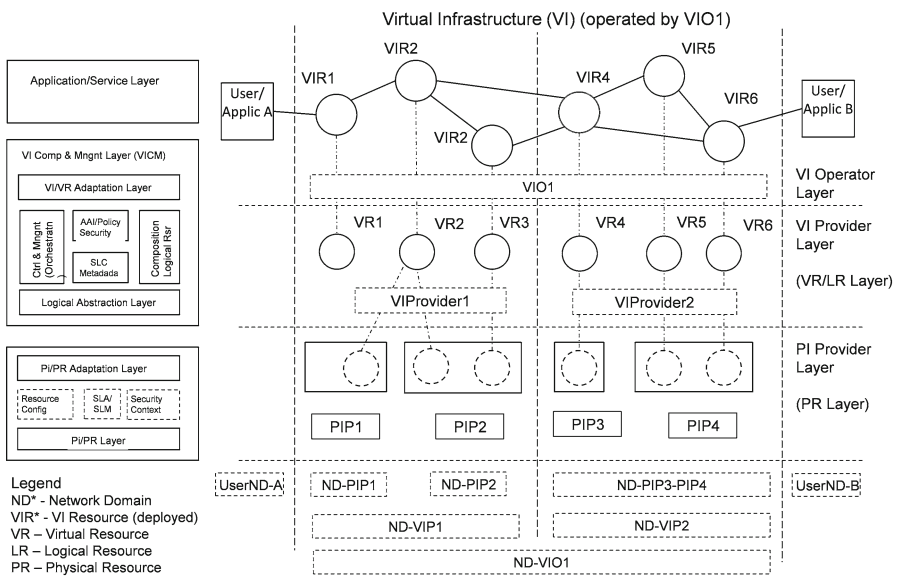 Virtual Infrastructure (VI) (operated by VIO1)
Application/Service Layer
User/
Applic A
VIR1
VIR2
VIR2
VIR4
VIR5
VIR6
User/
Applic B
VI Comp & Mngnt Layer (VICM)
VI/VR Adaptation Layer
Ctrl & Mngnt
(Orchestratn
AAI/Policy
Security
SLC
Metadada
Composition
Logical Rsr
Logical Abstraction Layer
VIO1
VI Operator
Layer
VR1
VR2
VR3
VR4
VR5
VR6
VI Provider
Layer
(VR/LR Layer)
VIProvider1
VIProvider2
Pi/PR Adaptation Layer
Resource
Config
SLA/
SLM
Security
Context
Pi/PR Layer
PI Provider
Layer
(PR Layer)
PIP1
PIP2
PIP3
PIP4
UserND-A
ND-PIP1
ND-PIP2
ND-PIP3-PIP4
UserND-B
ND-VIP1
ND-VIP2
ND-VIO1
Legend
ND* - Network Domain
VIR* - VI Resource (deployed)
VR – Virtual Resource
LR – Logical Resource
PR – Physical Resource